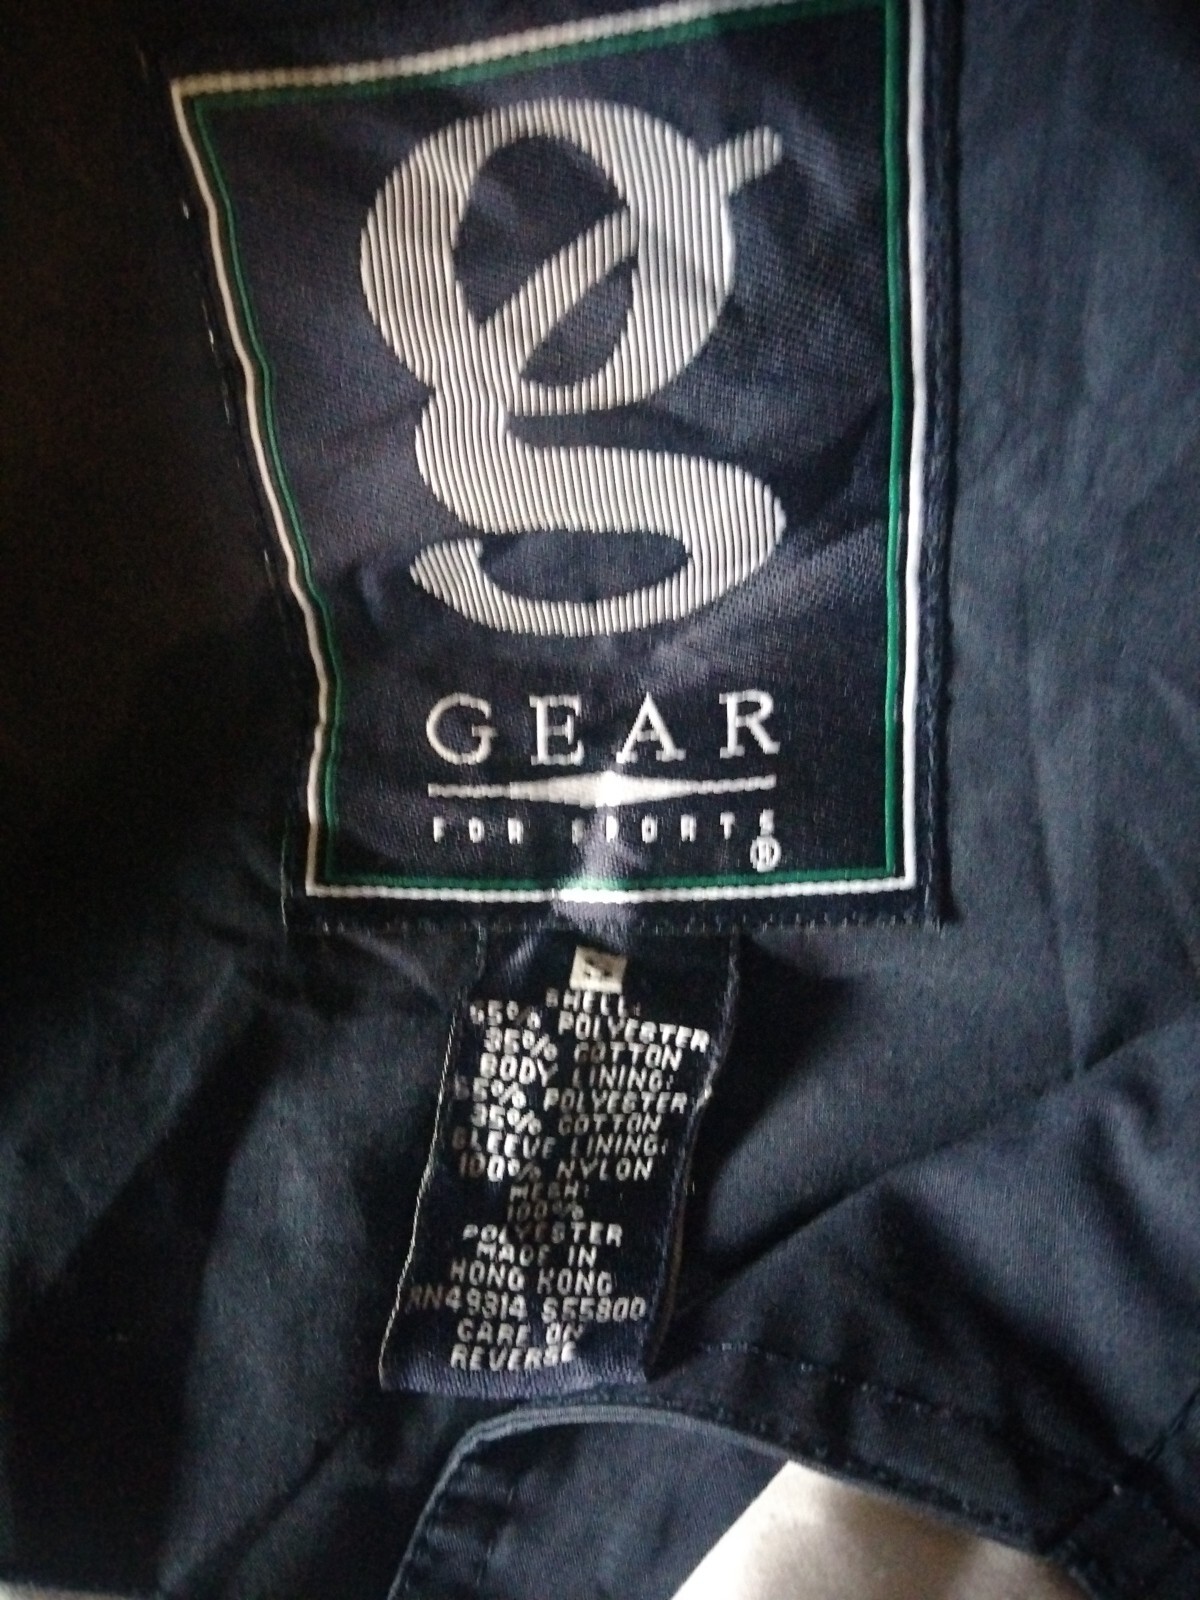 g
GEAR
FOR SPORTS
®
S
SHELL:
65% POLYESTER
35% COTTON
BODY LINING:
65% POLYESTER
35% COTTON
SLEEVE LINING:
100% NYLON
MESH:
100%
POLYESTER
MADE IN
HONG KONG
RN49314 S55800
CARE ON
REVERSE